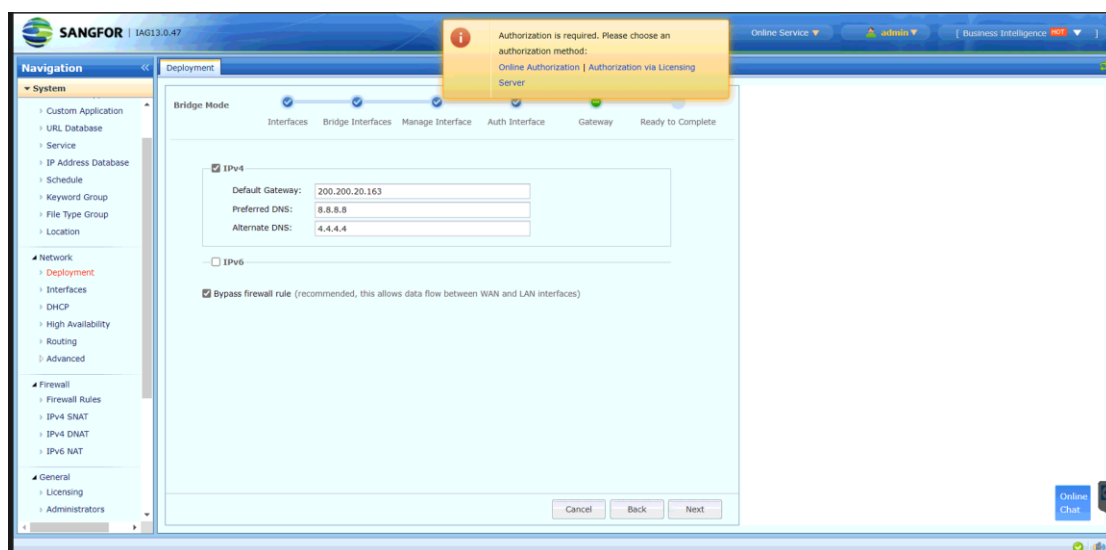 SANGFOR | IAG13.0.47
Authorization is required. Please choose an
authorization method:
Online Authorization | Authorization via Licensing
Server
Online Service
admin
[ Business Intelligence HOT ]
Navigation
System
Custom Application
URL Database
Service
IP Address Database
Schedule
Keyword Group
File Type Group
Location
Network
Deployment
Interfaces
DHCP
High Availability
Routing
Advanced
Firewall
Firewall Rules
IPv4 SNAT
IPv4 DNAT
IPv6 NAT
General
Licensing
Administrators
Deployment
Bridge Mode
Interfaces Bridge Interfaces Manage Interface Auth Interface Gateway Ready to Complete
IPv4
Default Gateway: 200.200.20.163
Preferred DNS: 8.8.8.8
Alternate DNS: 4.4.4.4
IPv6
Bypass firewall rule (recommended, this allows data flow between WAN and LAN interfaces)
Cancel Back Next
Online
Chat